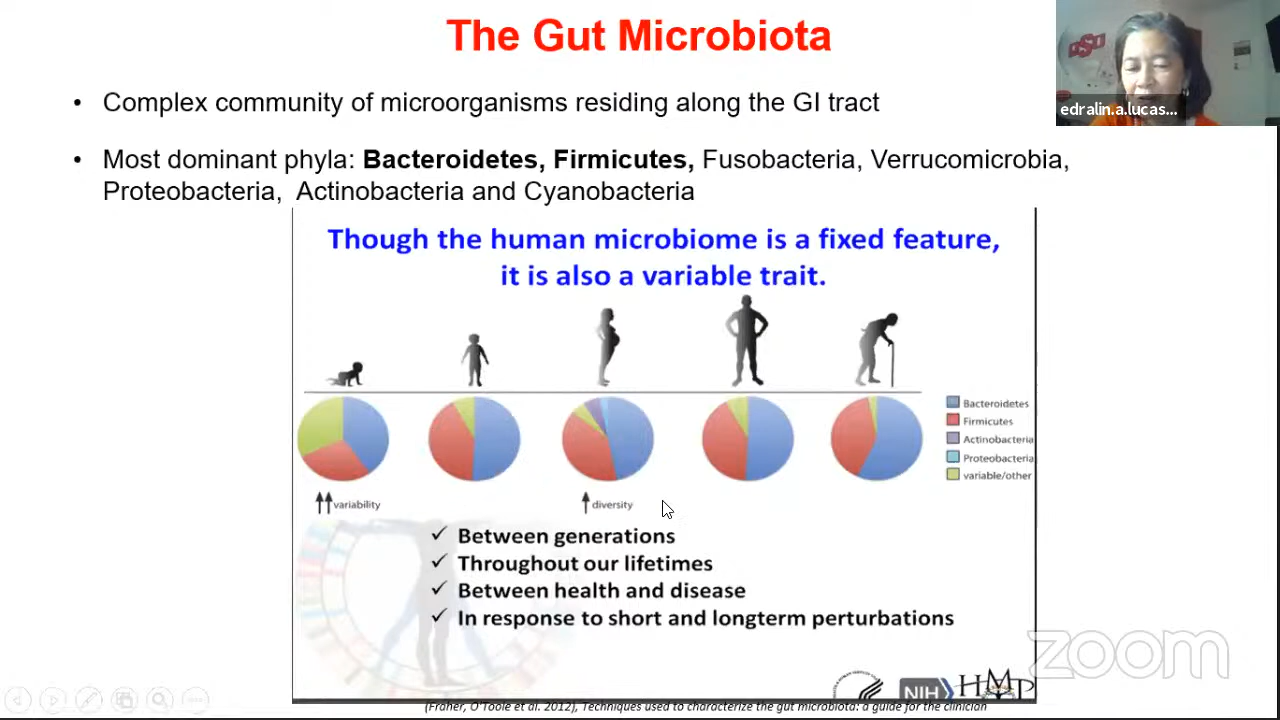 The Gut Microbiota
OSU
edralin.a.lucas...
• Complex community of microorganisms residing along the GI tract
• Most dominant phyla: Bacteroidetes, Firmicutes, Fusobacteria, Verrucomicrobia,
Proteobacteria, Actinobacteria and Cyanobacteria
Though the human microbiome is a fixed feature,
it is also a variable trait.
Bacteroidetes
Firmicutes
Actinobacteria
Proteobacteria
variable/other
variability
diversity
✓ Between generations
✓ Throughout our lifetimes
✓ Between health and disease
✓ In response to short and longterm perturbations
zoom
NIH
HMP
(Fraher, O'Toole et al. 2012), Techniques used to characterize the gut microbiota: a guide for the clinician